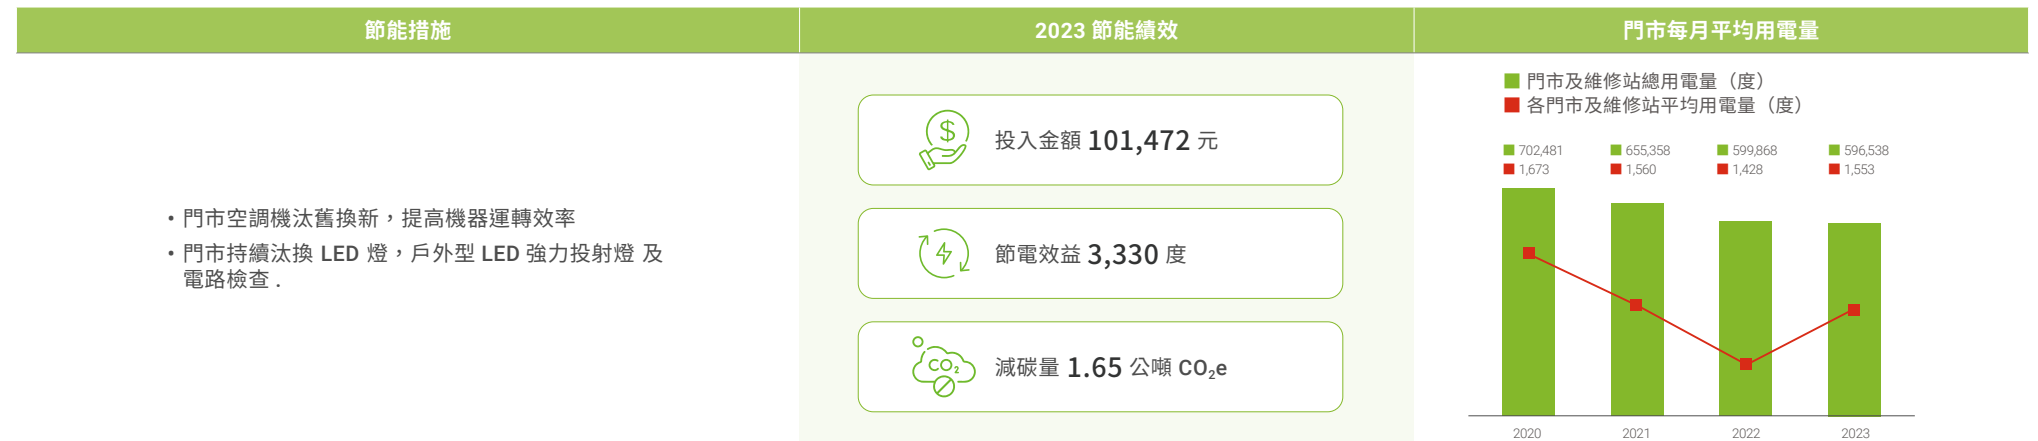 節能措施
2023 節能績效
門市每月平均用電量
・門市空調機汰舊換新，提高機器運轉效率
・門市持續汰換 LED 燈，戶外型 LED 強力投射燈 及
電路檢查 .
$
投入金額 101,472 元
節電效益 3,330 度
CO2
減碳量 1.65 公噸 CO2e
門市及維修站總用電量（度）
各門市及維修站平均用電量（度）
702,481
1,673
655,358
1,560
599,868
1,428
596,538
1,553
2020
2021
2022
2023